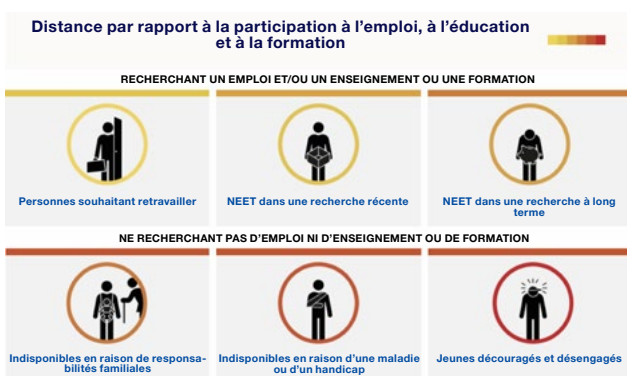 Distance par rapport à la participation à l'emploi, à l'éducation
et à la formation
RECHERCHANT UN EMPLOI ET/OU UN ENSEIGNEMENT OU UNE FORMATION
Personnes souhaitant retravailler
NEET dans une recherche récente
NEET dans une recherche à long
terme
NE RECHERCHANT PAS D'EMPLOI NI D'ENSEIGNEMENT OU DE FORMATION
Indisponibles en raison de responsa-
bilités familiales
Indisponibles en raison d'une maladie
ou d'un handicap
Jeunes découragés et désengagés